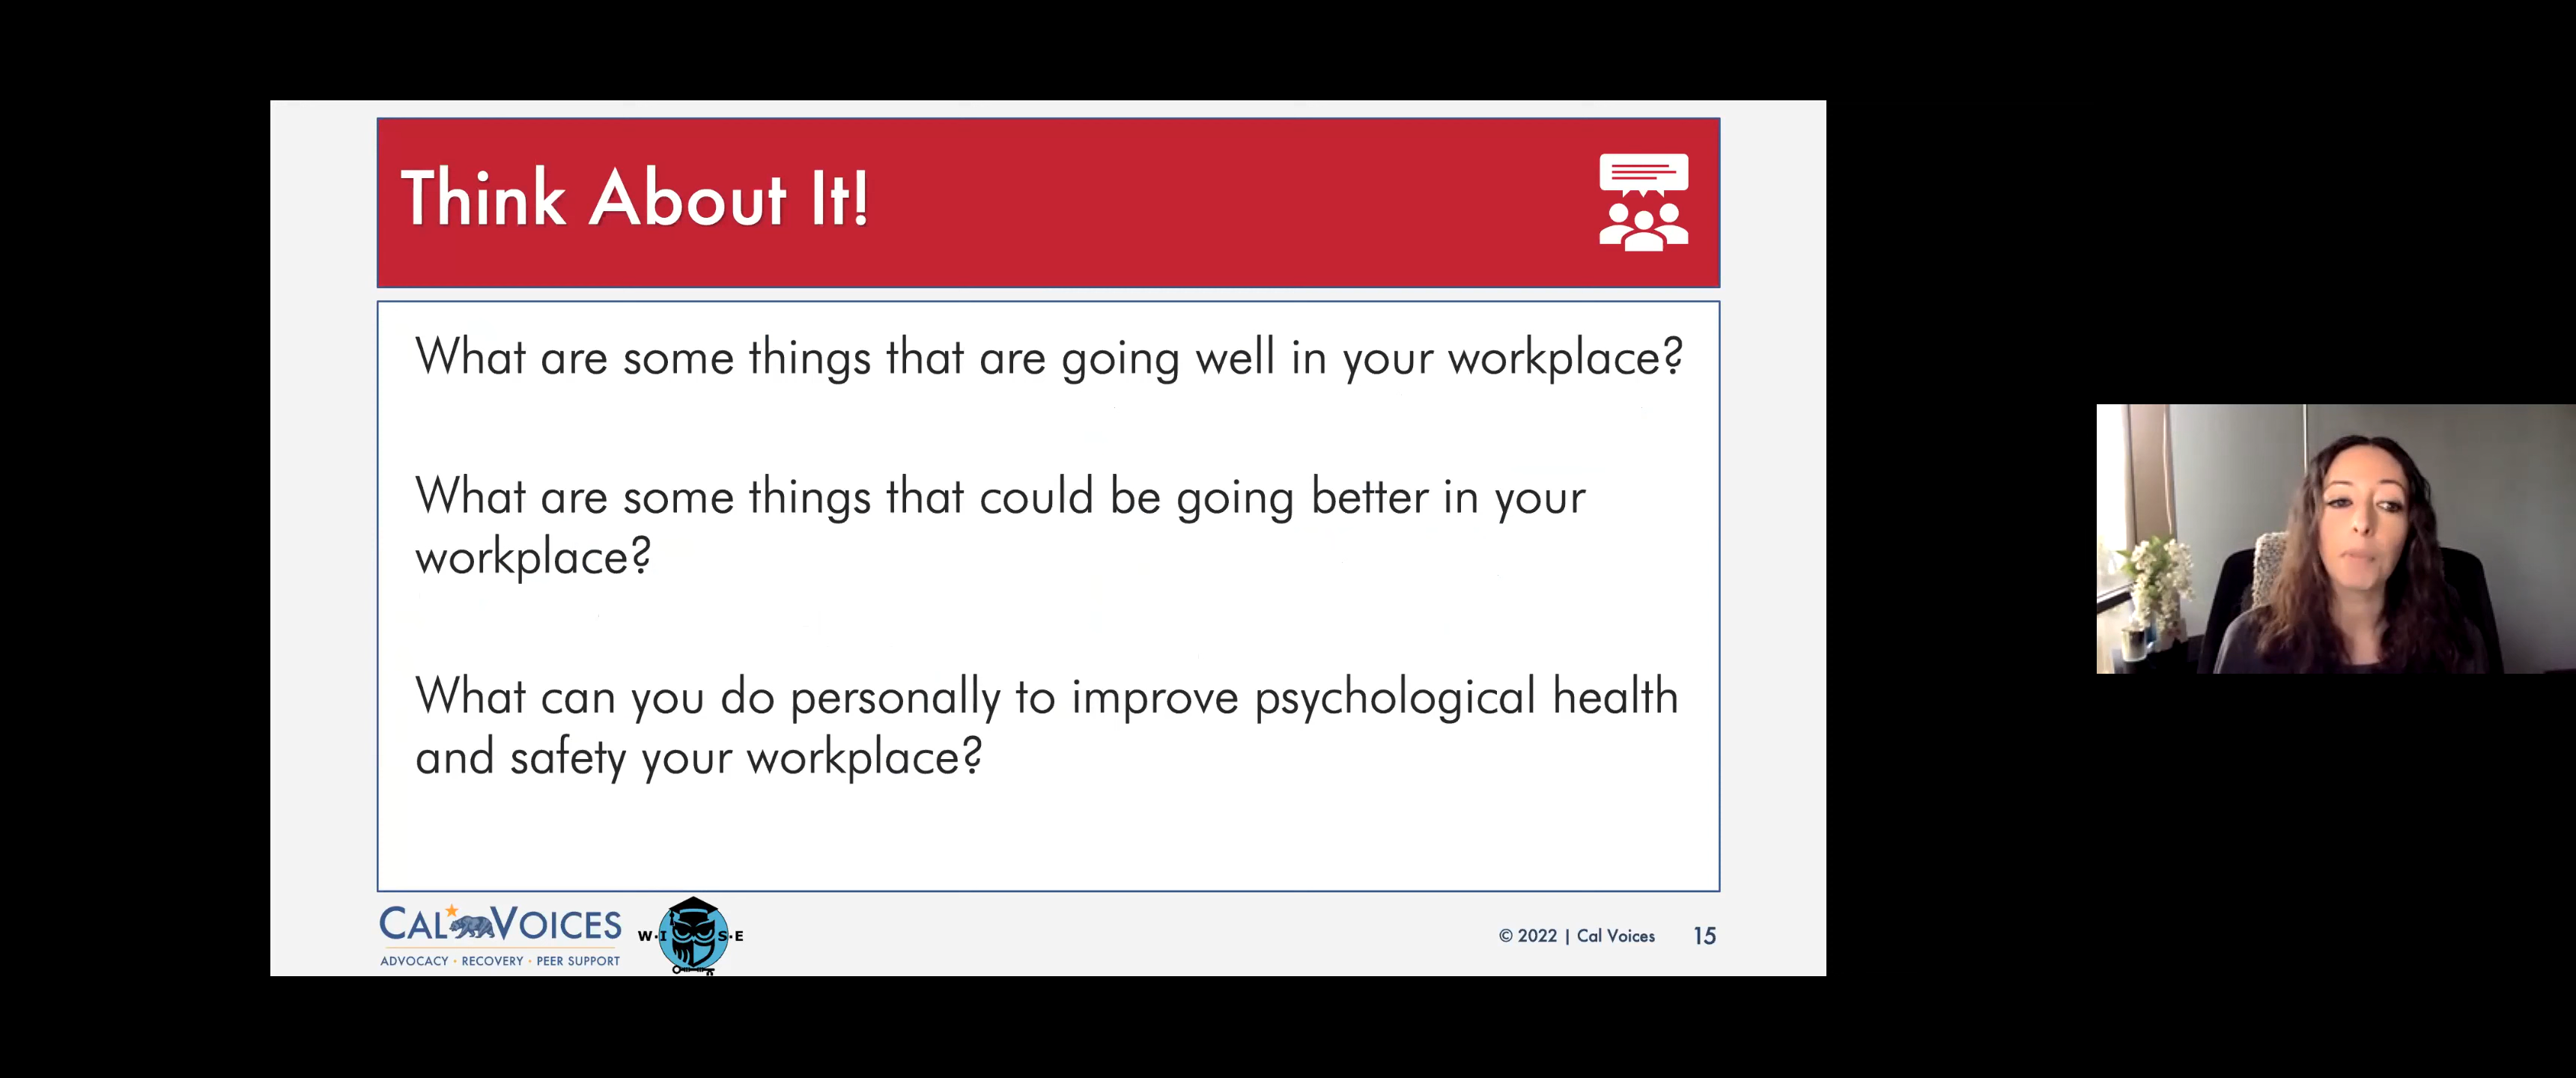 Think About It!
What are some things that are going well in your workplace?
What are some things that could be going better in your
workplace?
What can you do personally to improve psychological health
and safety your workplace?
CAL VOICES
ADVOCACY · RECOVERY · PEER SUPPORT
W·I S·E
© 2022 | Cal Voices 15